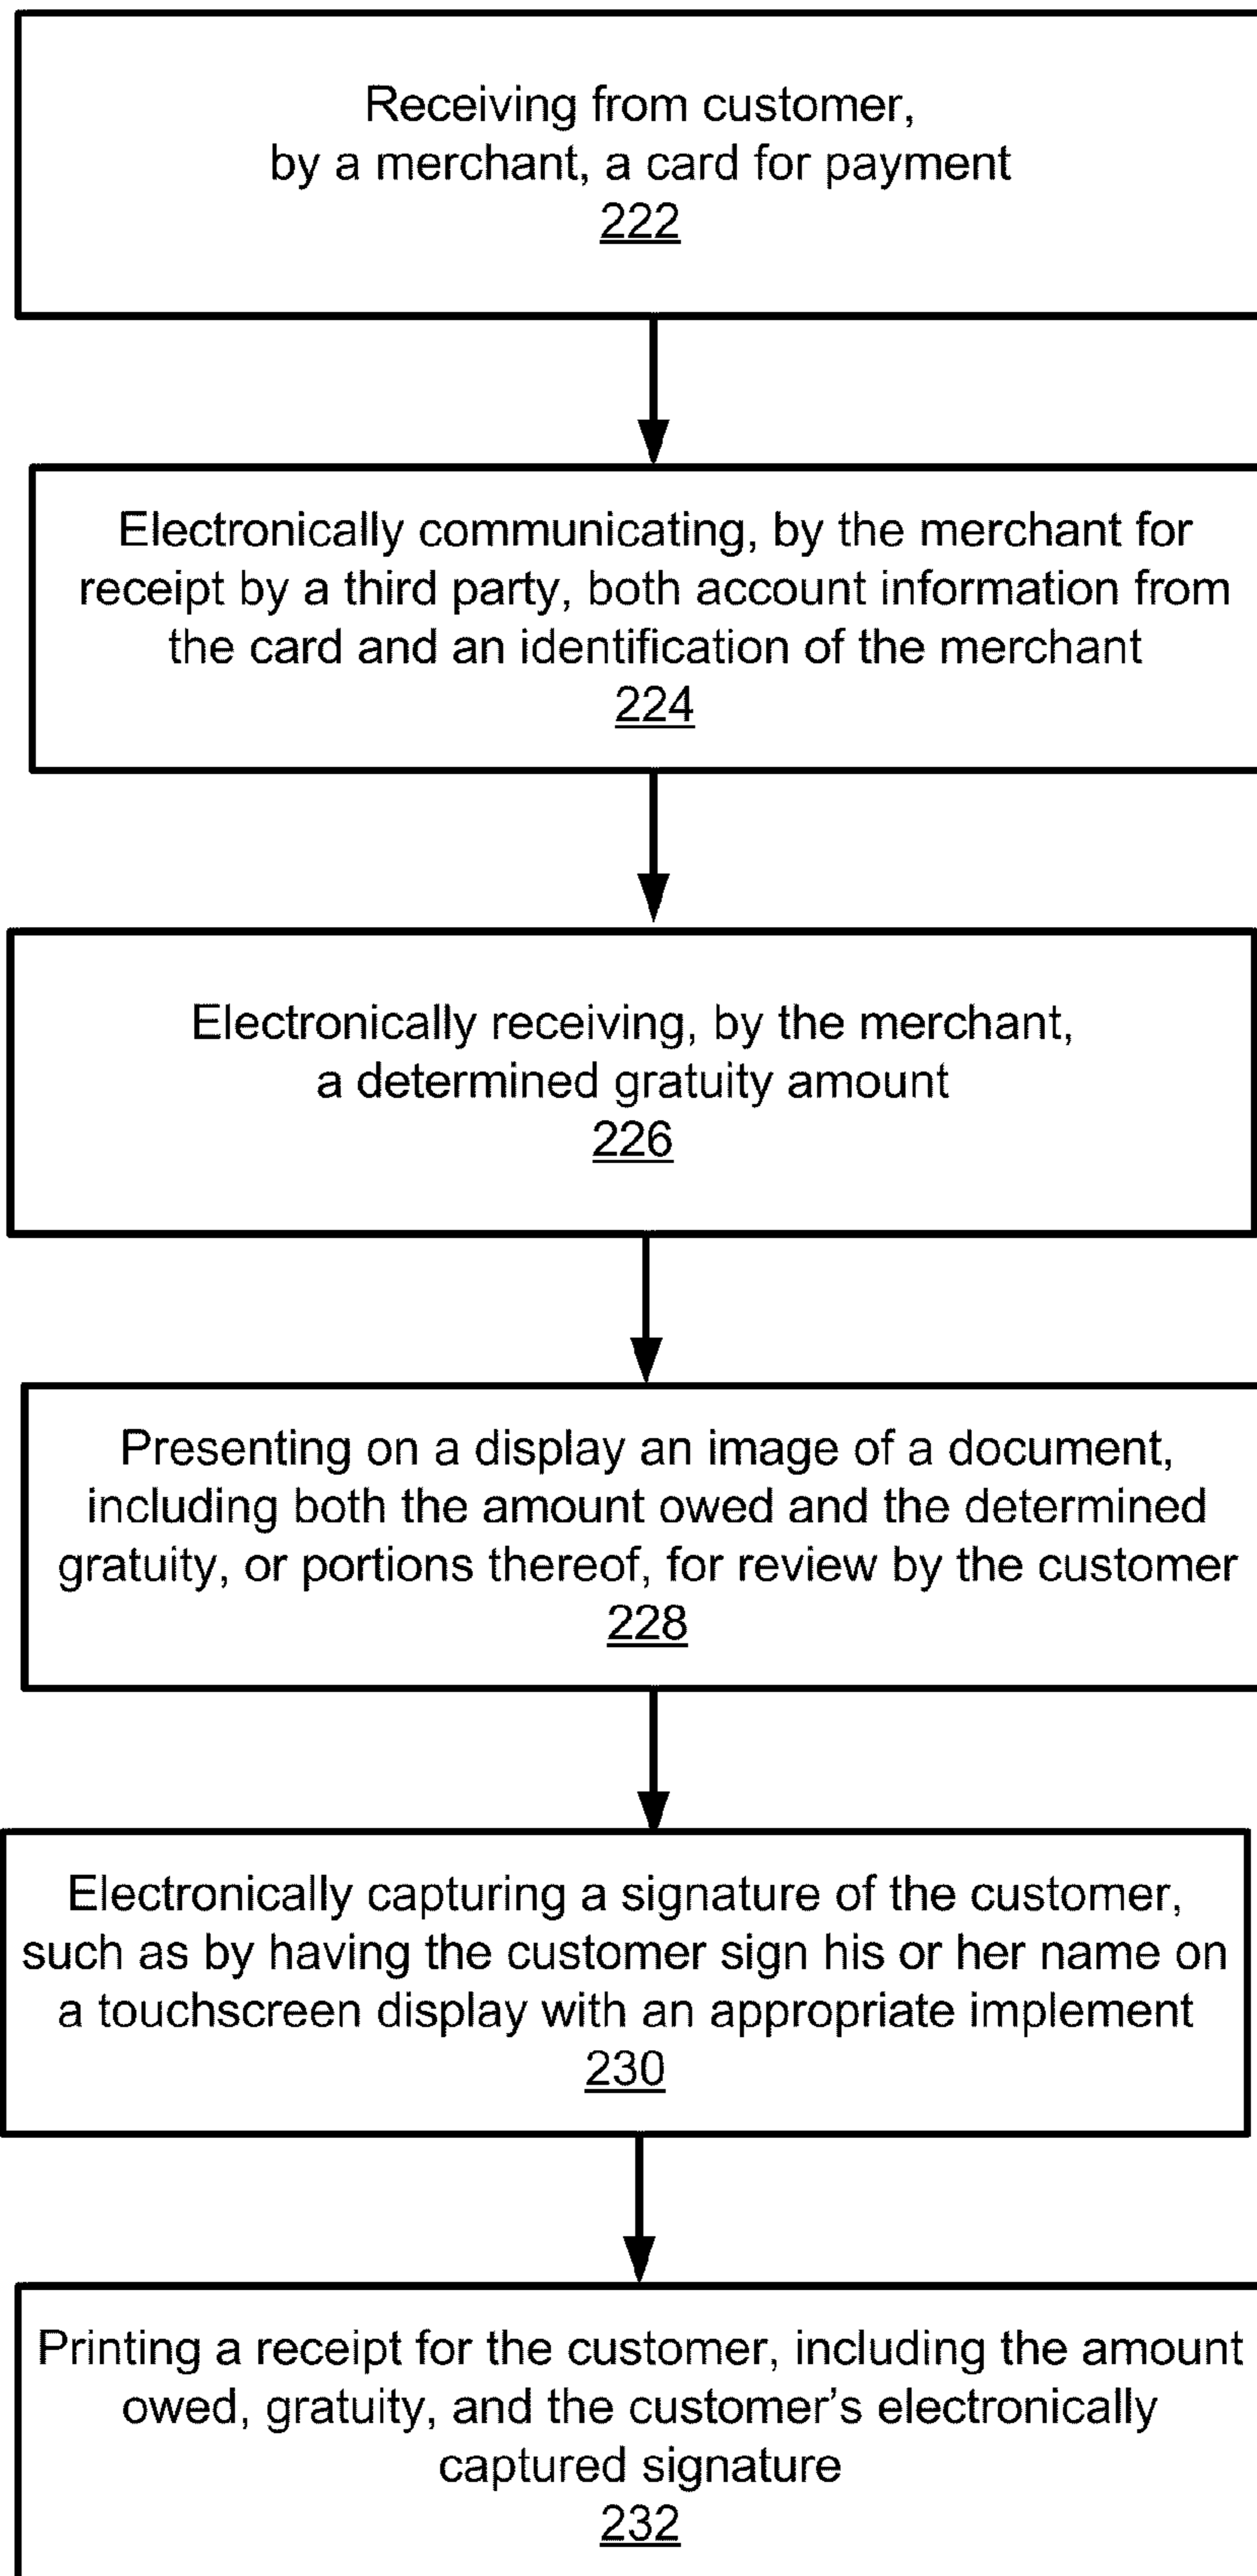 Receiving from customer,
by a merchant, a card for payment
222
Electronically communicating, by the merchant for
receipt by a third party, both account information from
the card and an identification of the merchant
224
Electronically receiving, by the merchant,
a determined gratuity amount
226
Presenting on a display an image of a document,
including both the amount owed and the determined
gratuity, or portions thereof, for review by the customer
228
Electronically capturing a signature of the customer,
such as by having the customer sign his or her name on
a touchscreen display with an appropriate implement
230
Printing a receipt for the customer, including the amount
owed, gratuity, and the customer’s electronically
captured signature
232